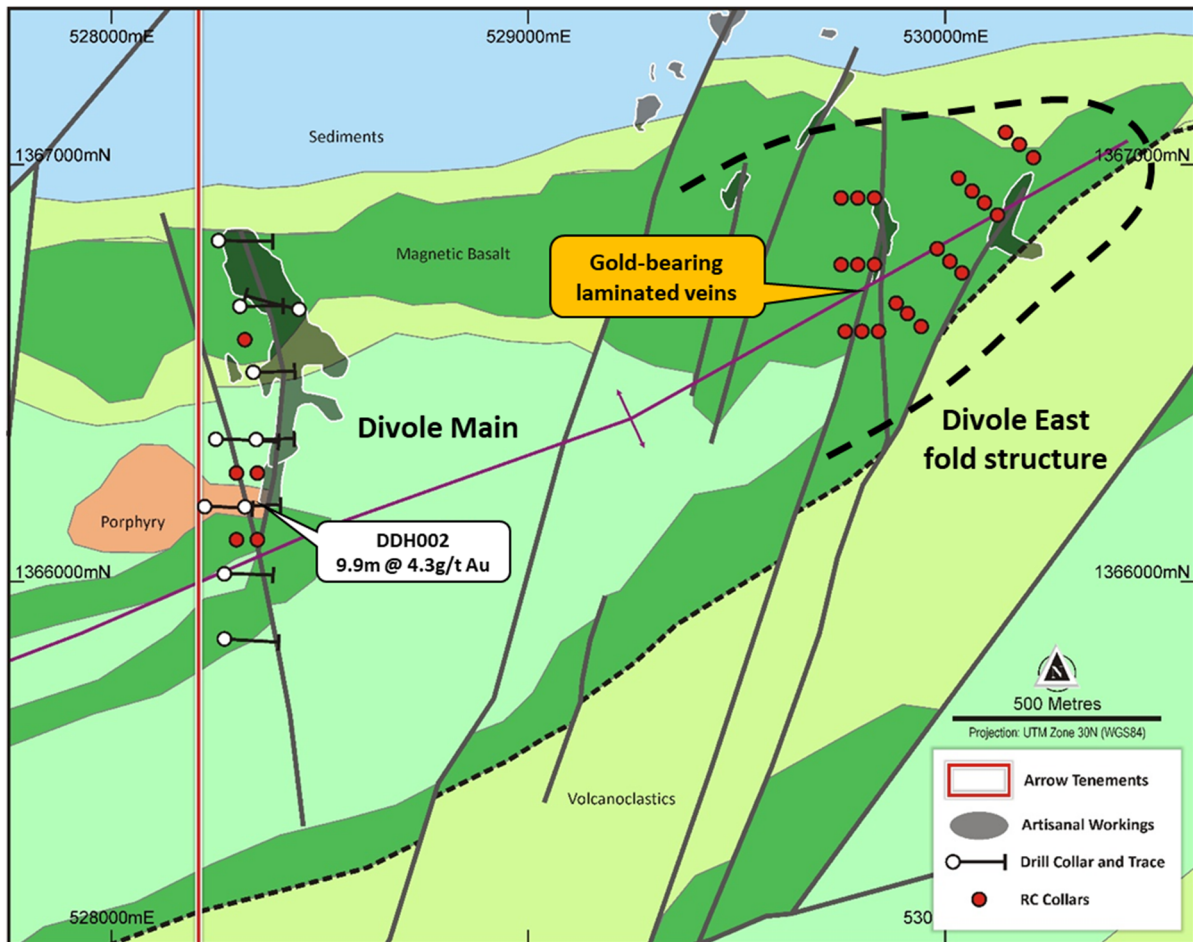 528000mE
529000mE
530000mE
Sediments
1367000mN
1367000mN
Magnetic Basalt
Gold-bearing
laminated veins
Divole Main
Divole East
fold structure
Porphyry
DDH002
9.9m @ 4.3g/t Au
1366000mN
1366000mN
N
500 Metres
Projection: UTM Zone 30N (WGS84)
Volcanoclastics
Arrow Tenements
Artisanal Workings
Drill Collar and Trace
RC Collars
528000mE
530